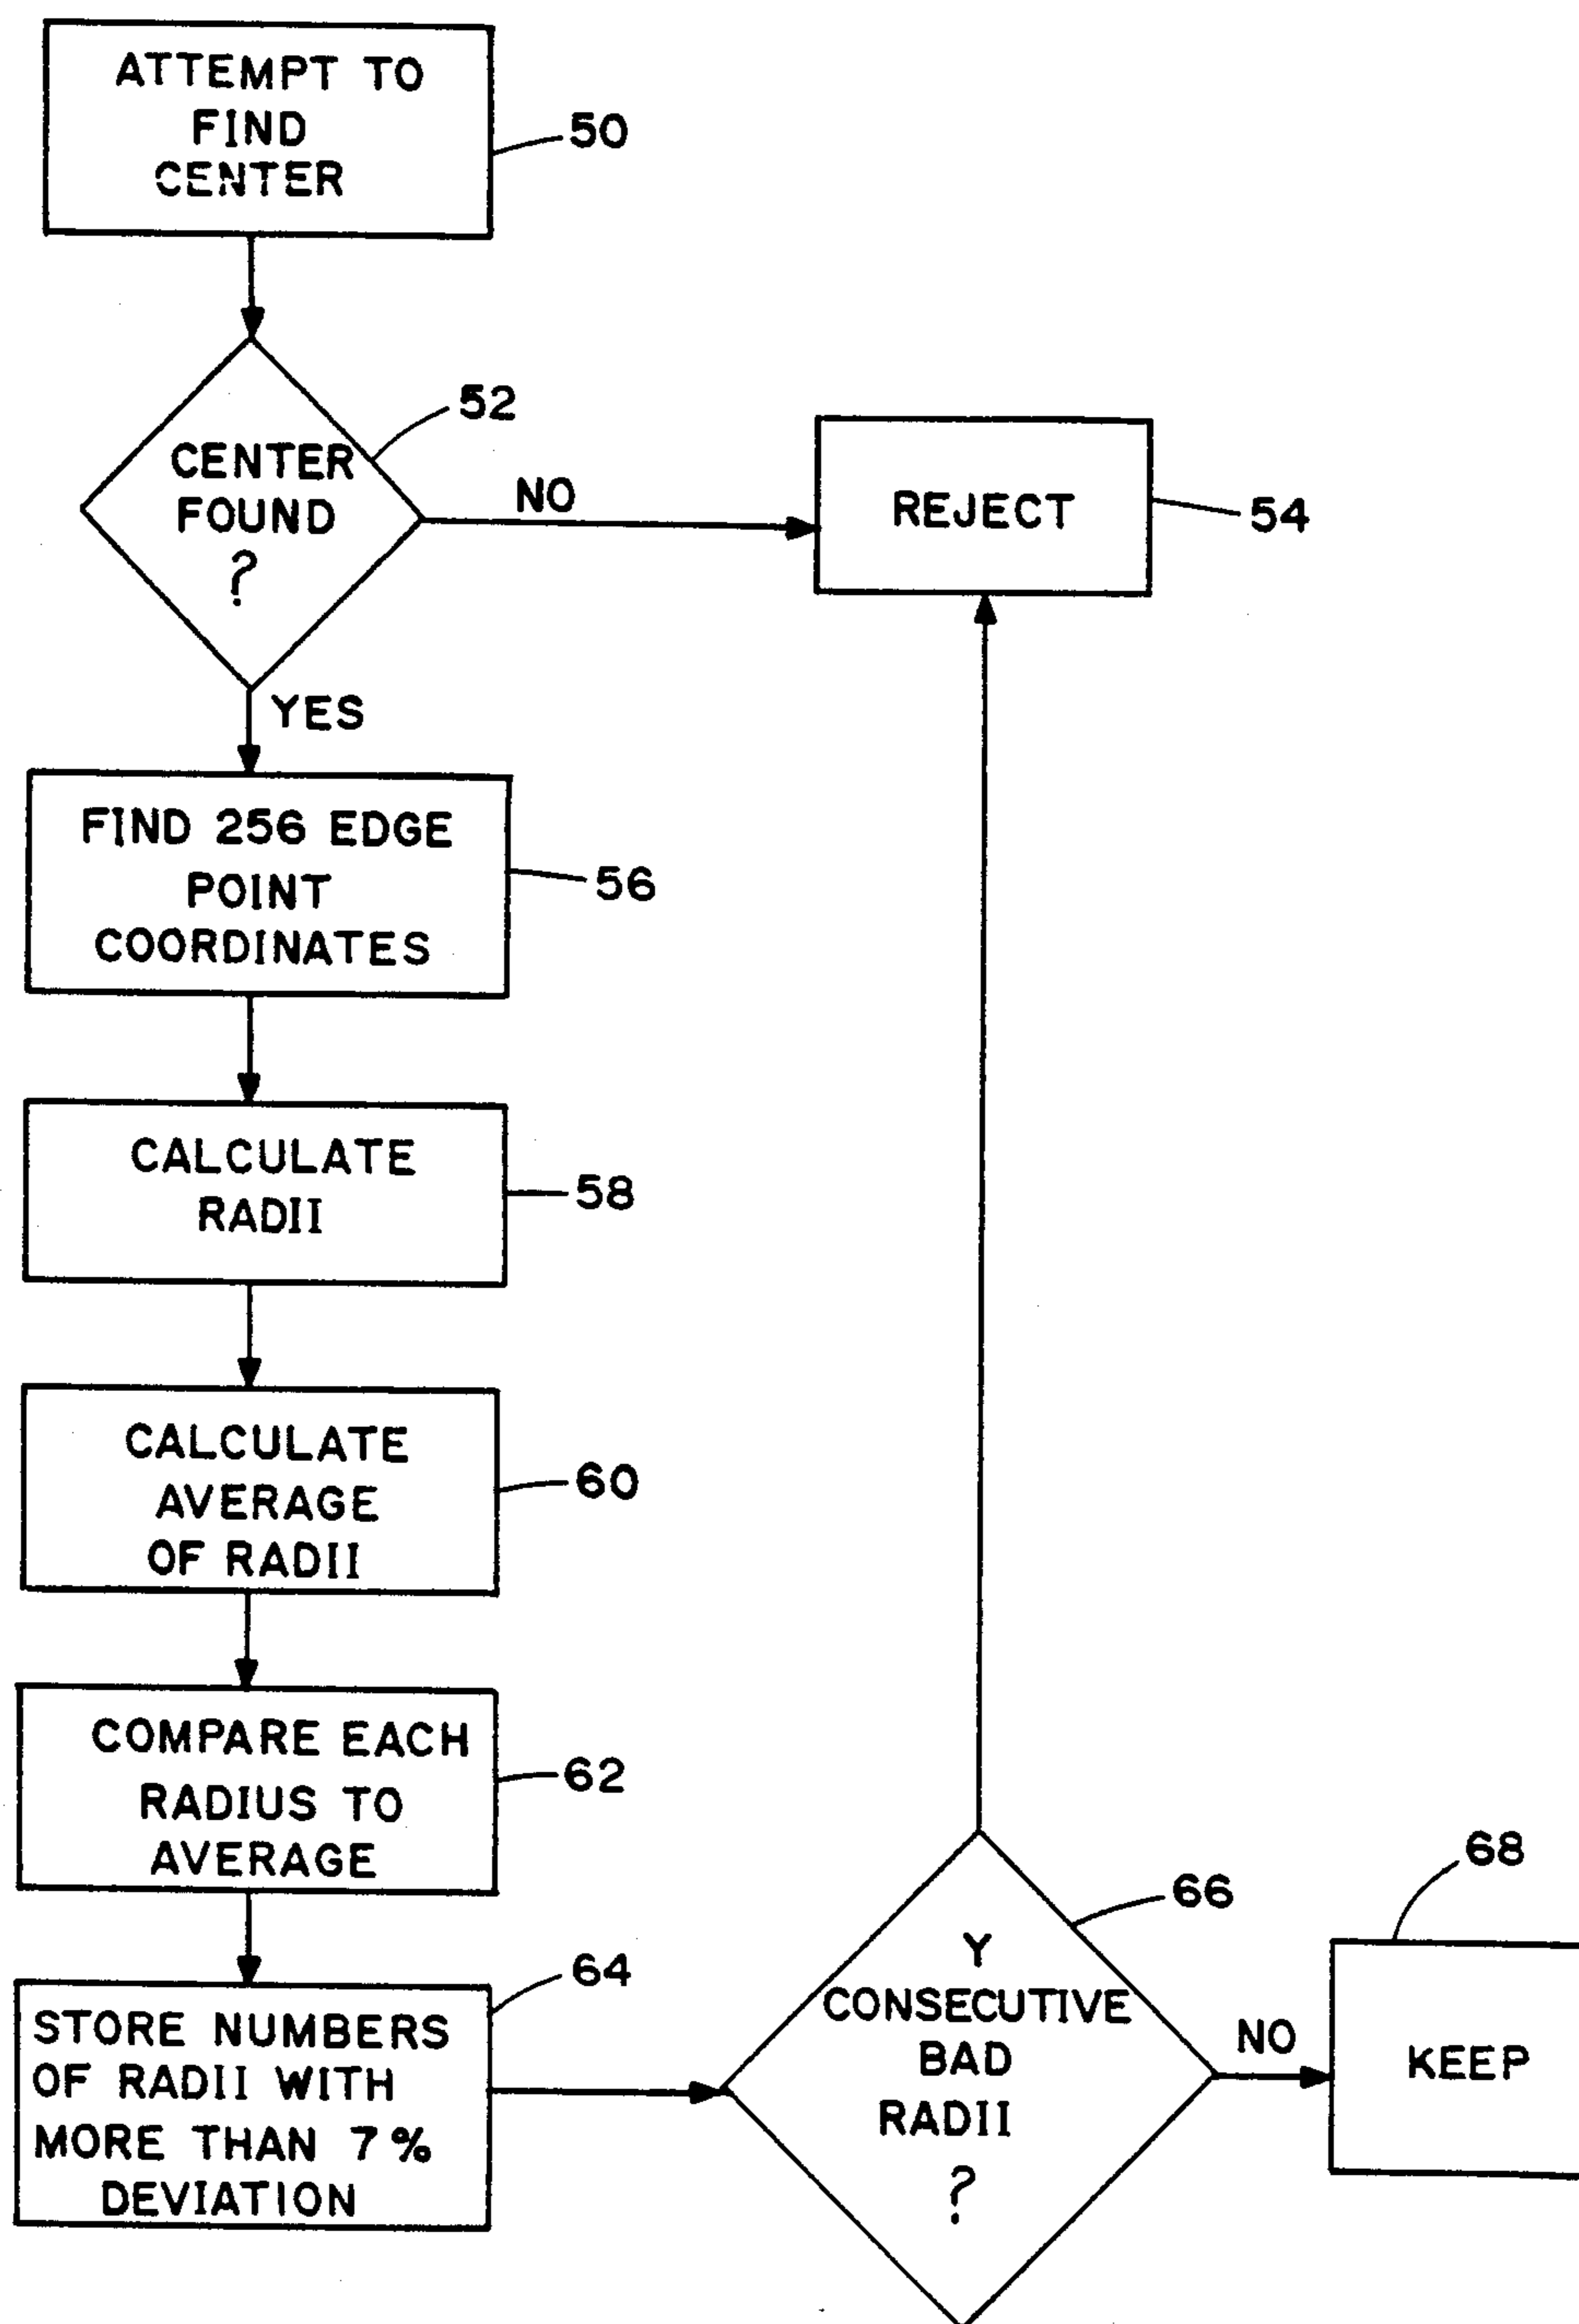 ATTEMPT TO
FIND
CENTER
50
CENTER
FOUND
?
52
NO
REJECT
54
YES
FIND 256 EDGE
POINT
COORDINATES
56
CALCULATE
RADII
58
CALCULATE
AVERAGE
OF RADII
60
COMPARE EACH
RADIUS TO
AVERAGE
62
STORE NUMBERS
OF RADII WITH
MORE THAN 7%
DEVIATION
64
Y
CONSECUTIVE
BAD
RADII
?
66
NO
KEEP
68